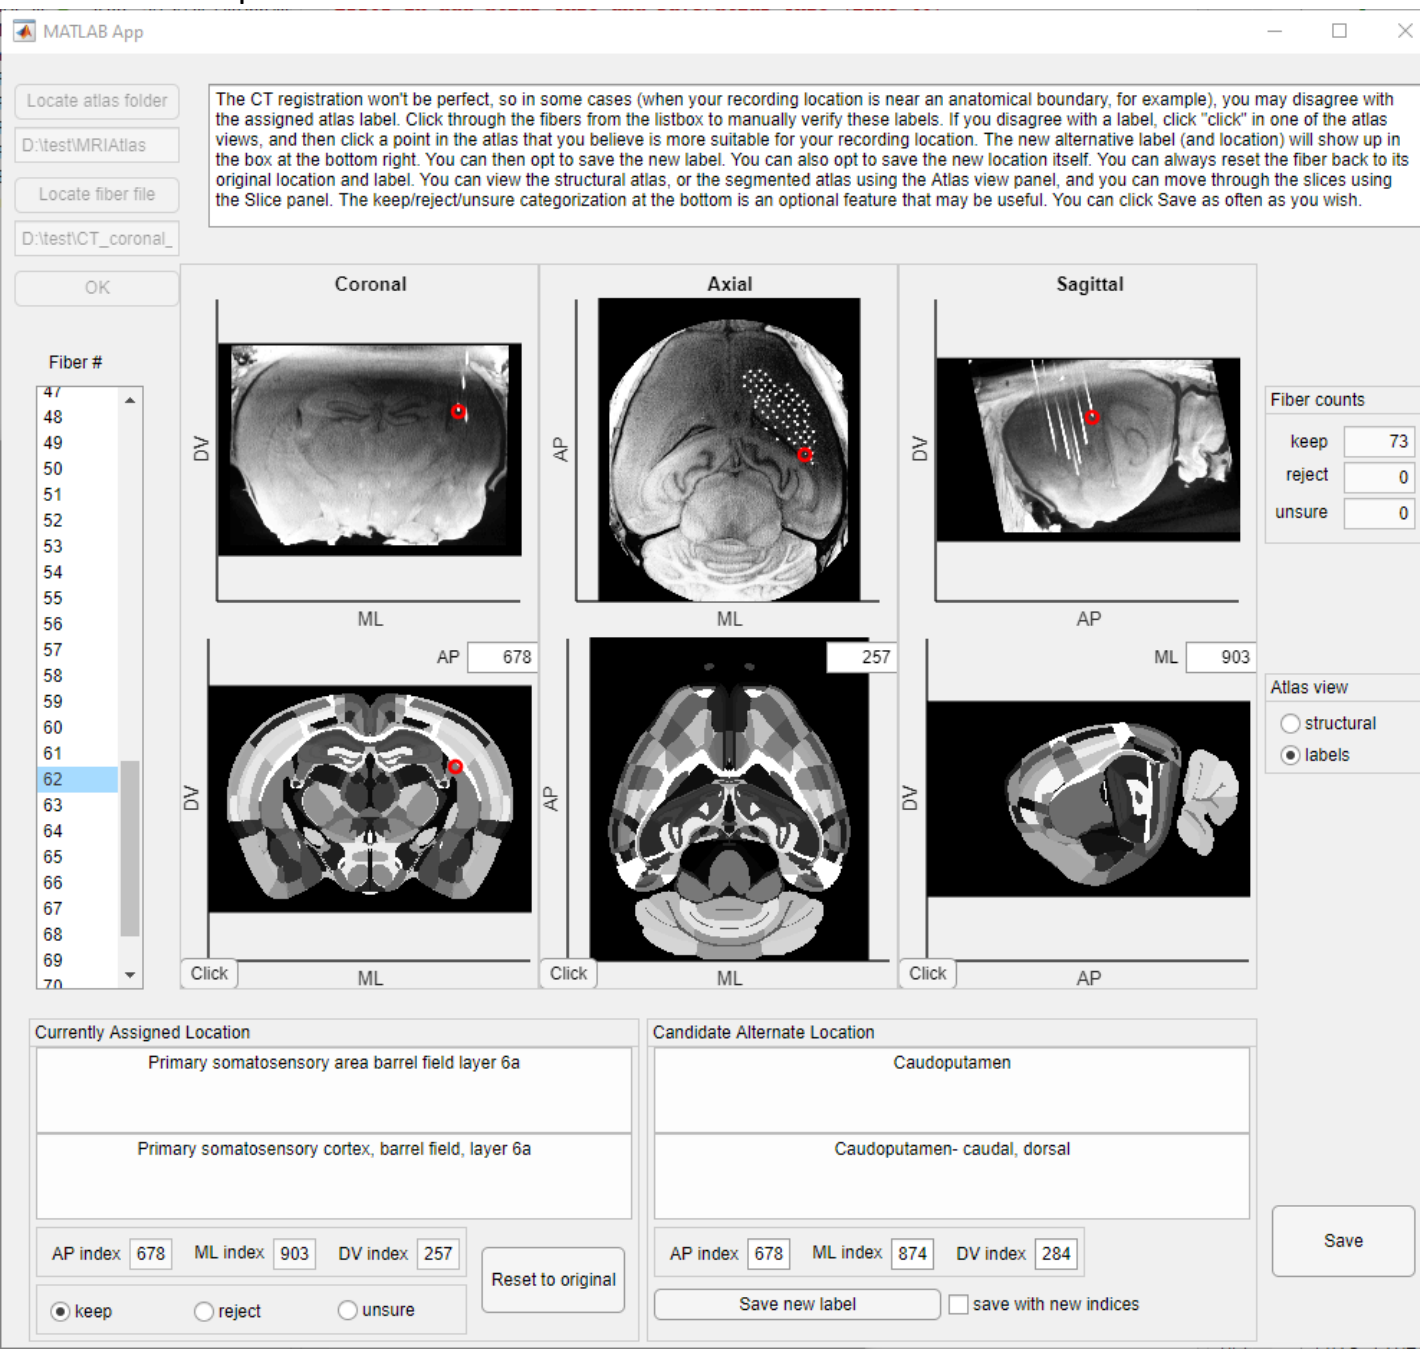 MATLAB App
Locate atlas folder
D:\test\MRIAtlas
Locate fiber file
D:\test\CT_coronal_
OK
The CT registration won't be perfect, so in some cases (when your recording location is near an anatomical boundary, for example), you may disagree with
the assigned atlas label. Click through the fibers from the listbox to manually verify these labels. If you disagree with a label, click "click" in one of the atlas
views, and then click a point in the atlas that you believe is more suitable for your recording location. The new alternative label (and location) will show up in
the box at the bottom right. You can then opt to save the new label. You can also opt to save the new location itself. You can always reset the fiber back to its
original location and label. You can view the structural atlas, or the segmented atlas using the Atlas view panel, and you can move through the slices using
the Slice panel. The keep/reject/unsure categorization at the bottom is an optional feature that may be useful. You can click Save as often as you wish.
Fiber #
47
48
49
50
51
52
53
54
55
56
57
58
59
60
61
62
63
64
65
66
67
68
69
70
Coronal
DV
ML
Axial
AP
ML
Sagittal
DV
AP
AP 678
DV
Click
ML
257
AP
Click
ML
ML 903
DV
Click
AP
Fiber counts
keep 73
reject 0
unsure 0
Atlas view
structural
labels
Currently Assigned Location
Primary somatosensory area barrel field layer 6a
Primary somatosensory cortex, barrel field, layer 6a
AP index 678 ML index 903 DV index 257
keep reject unsure
Reset to original
Candidate Alternate Location
Caudoputamen
Caudoputamen- caudal, dorsal
AP index 678 ML index 874 DV index 284
Save new label save with new indices
Save